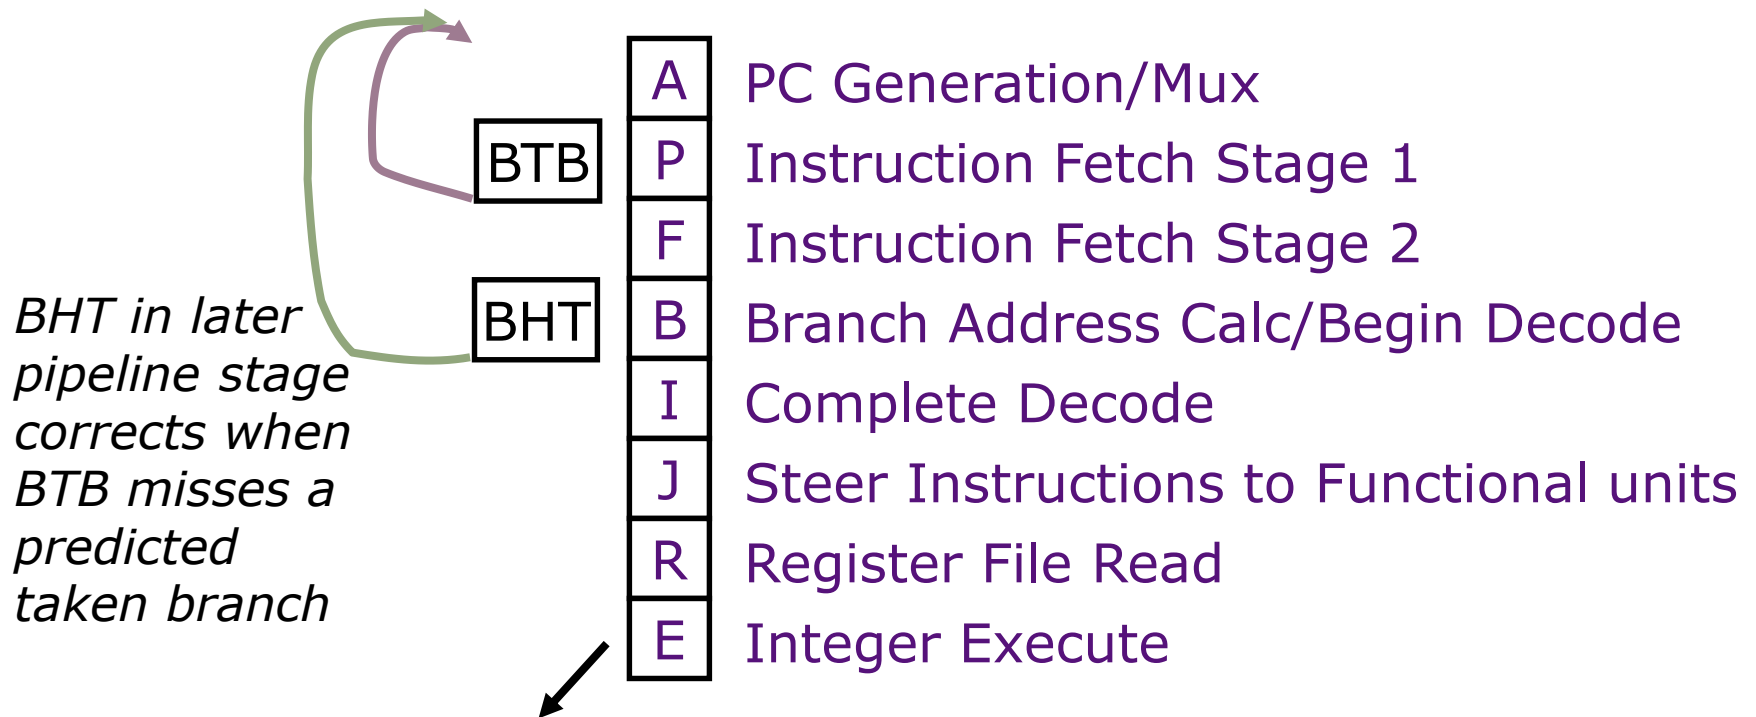 A PC Generation/Mux
BTB P Instruction Fetch Stage 1
F Instruction Fetch Stage 2
BHT B Branch Address Calc/Begin Decode
I Complete Decode
J Steer Instructions to Functional units
R Register File Read
E Integer Execute
BHT in later
pipeline stage
corrects when
BTB misses a
predicted
taken branch